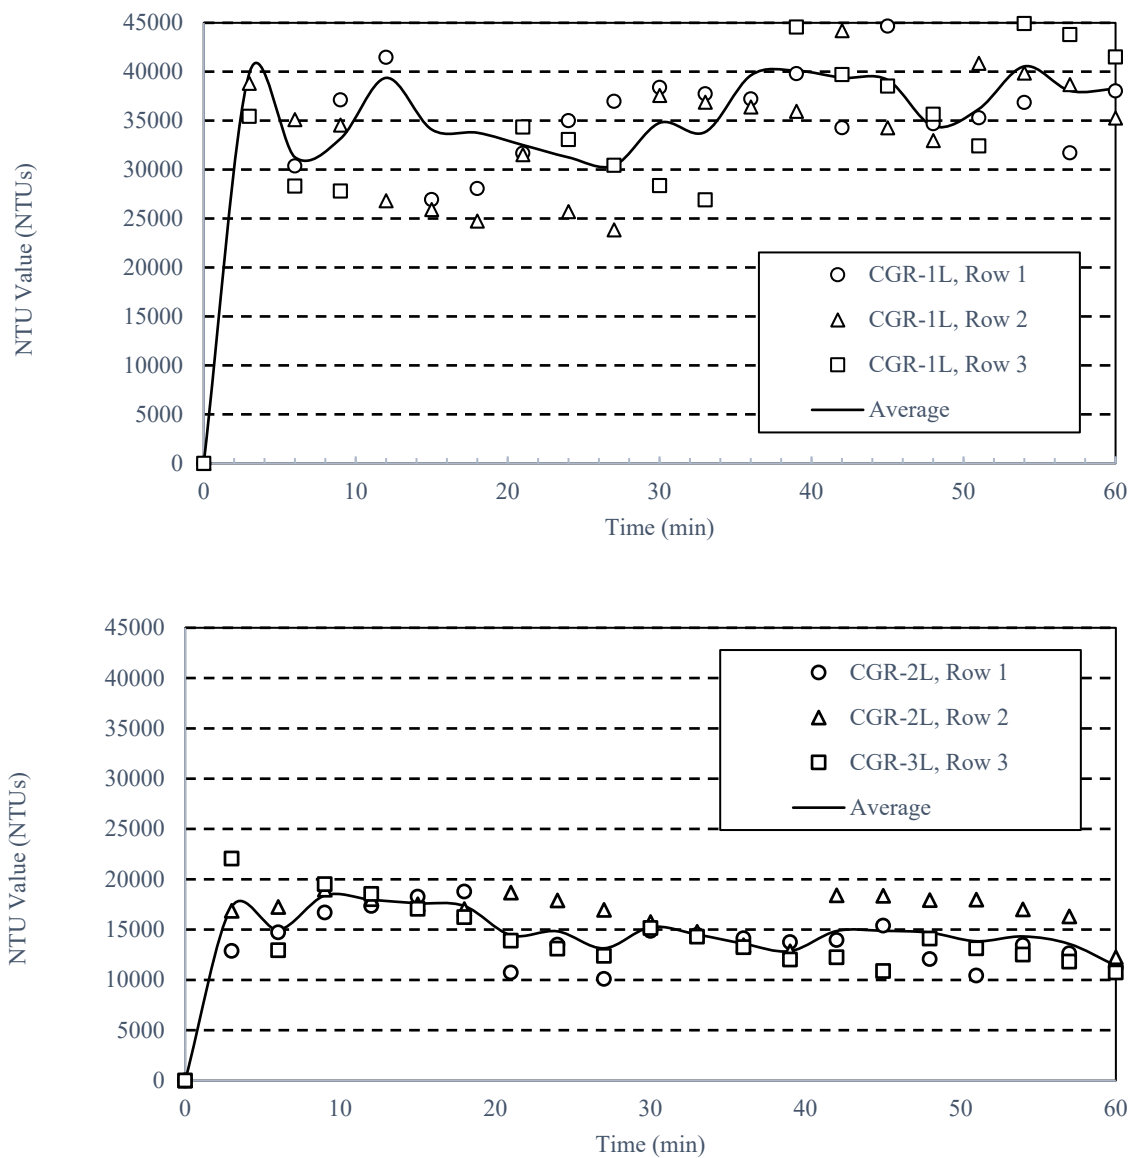 45000
40000
35000
30000
25000
20000
15000
10000
5000
0
NTU Value (NTUs)
CGR-1L, Row 1
CGR-1L, Row 2
CGR-1L, Row 3
Average
0 10 20 30 40 50 60
Time (min)
45000
40000
35000
30000
25000
20000
15000
10000
5000
0
NTU Value (NTUs)
CGR-2L, Row 1
CGR-2L, Row 2
CGR-3L, Row 3
Average
0 10 20 30 40 50 60
Time (min)